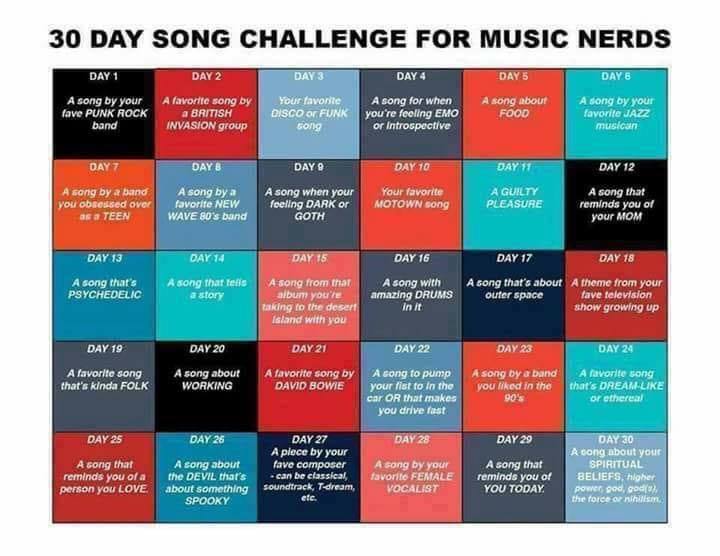 30 DAY SONG CHALLENGE FOR MUSIC NERDS
DAY 1
A song by your
fave PUNK ROCK
band
DAY 2
A favorite song by
a BRITISH
INVASION group
DAY 3
Your favorite
DISCO or FUNK
song
DAY 4
A song for when
you're feeling EMO
or introspective
DAY 5
A song about
FOOD
DAY 6
A song by your
favorite JAZZ
musican
DAY 7
A song by a band
you obsessed over
as a TEEN
DAY 8
A song by a
favorite NEW
WAVE 80's band
DAY 9
A song when your
feeling DARK or
GOTH
DAY 10
Your favorite
MOTOWN song
DAY 11
A GUILTY
PLEASURE
DAY 12
A song that
reminds you of
your MOM
DAY 13
A song that's
PSYCHEDELIC
DAY 14
A song that tells
a story
DAY 15
A song from that
album you're
taking to the desert
island with you
DAY 16
A song with
amazing DRUMS
in it
DAY 17
A song that's about
outer space
DAY 18
A theme from your
fave television
show growing up
DAY 19
A favorite song
that's kinda FOLK
DAY 20
A song about
WORKING
DAY 21
A favorite song by
DAVID BOWIE
DAY 22
A song to pump
your fist to in the
car OR that makes
you drive fast
DAY 23
A song by a band
you liked in the
90's
DAY 24
A favorite song
that's DREAM-LIKE
or ethereal
DAY 25
A song that
reminds you of a
person you LOVE.
DAY 26
A song about
the DEVIL that's
about something
SPOOKY
DAY 27
A piece by your
fave composer
- can be classical,
soundtrack, T-dream,
etc.
DAY 28
A song by your
favorite FEMALE
VOCALIST
DAY 29
A song that
reminds you of
YOU TODAY.
DAY 30
A song about your
SPIRITUAL
BELIEFS, higher
power, god, god(s),
the force or nihilism.